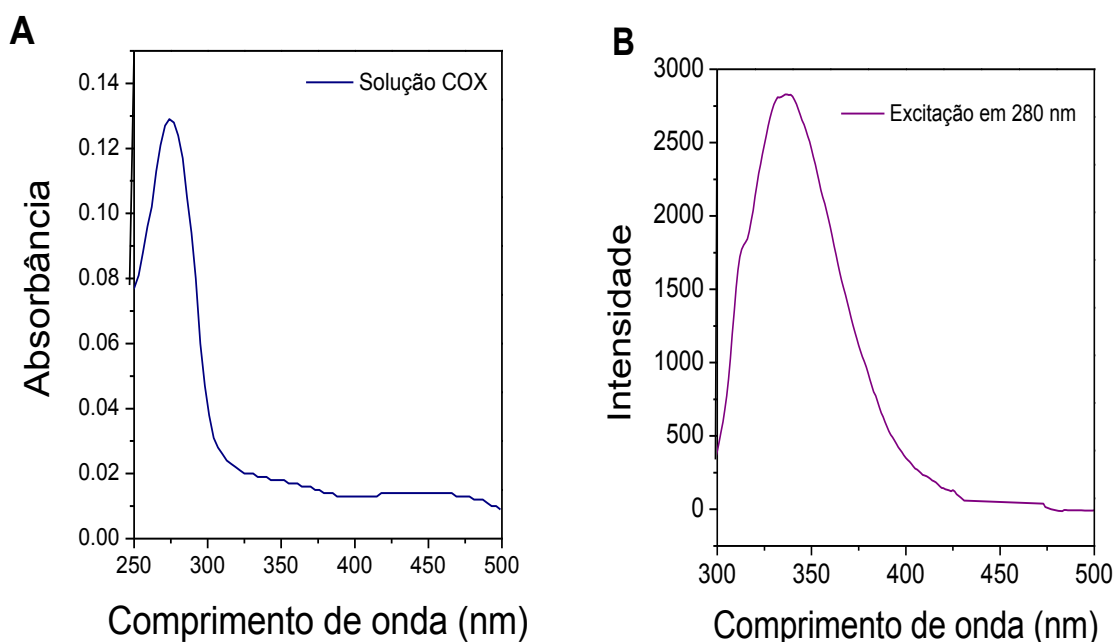 A
Solução COX
Absorbância
0.14
0.12
0.10
0.08
0.06
0.04
0.02
0.00
250 300 350 400 450 500
Comprimento de onda (nm)
B
Excitação em 280 nm
Intensidade
3000
2500
2000
1500
1000
500
0
300 350 400 450 500
Comprimento de onda (nm)